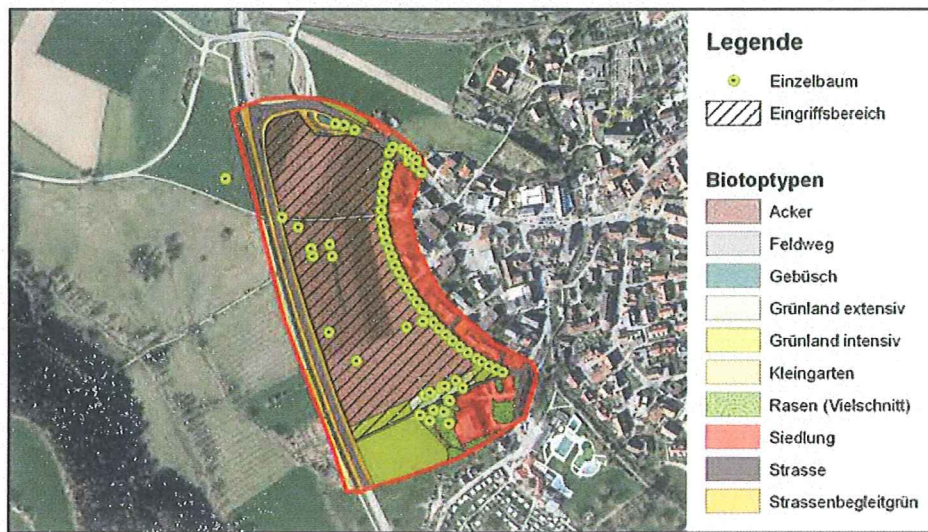 Legende
Einzelbaum
Eingriffsbereich
Biotoptypen
Acker
Feldweg
Gebüsch
Grünland extensiv
Grünland intensiv
Kleingarten
Rasen (Vielschnitt)
Siedlung
Strasse
Strassenbegleitgrün